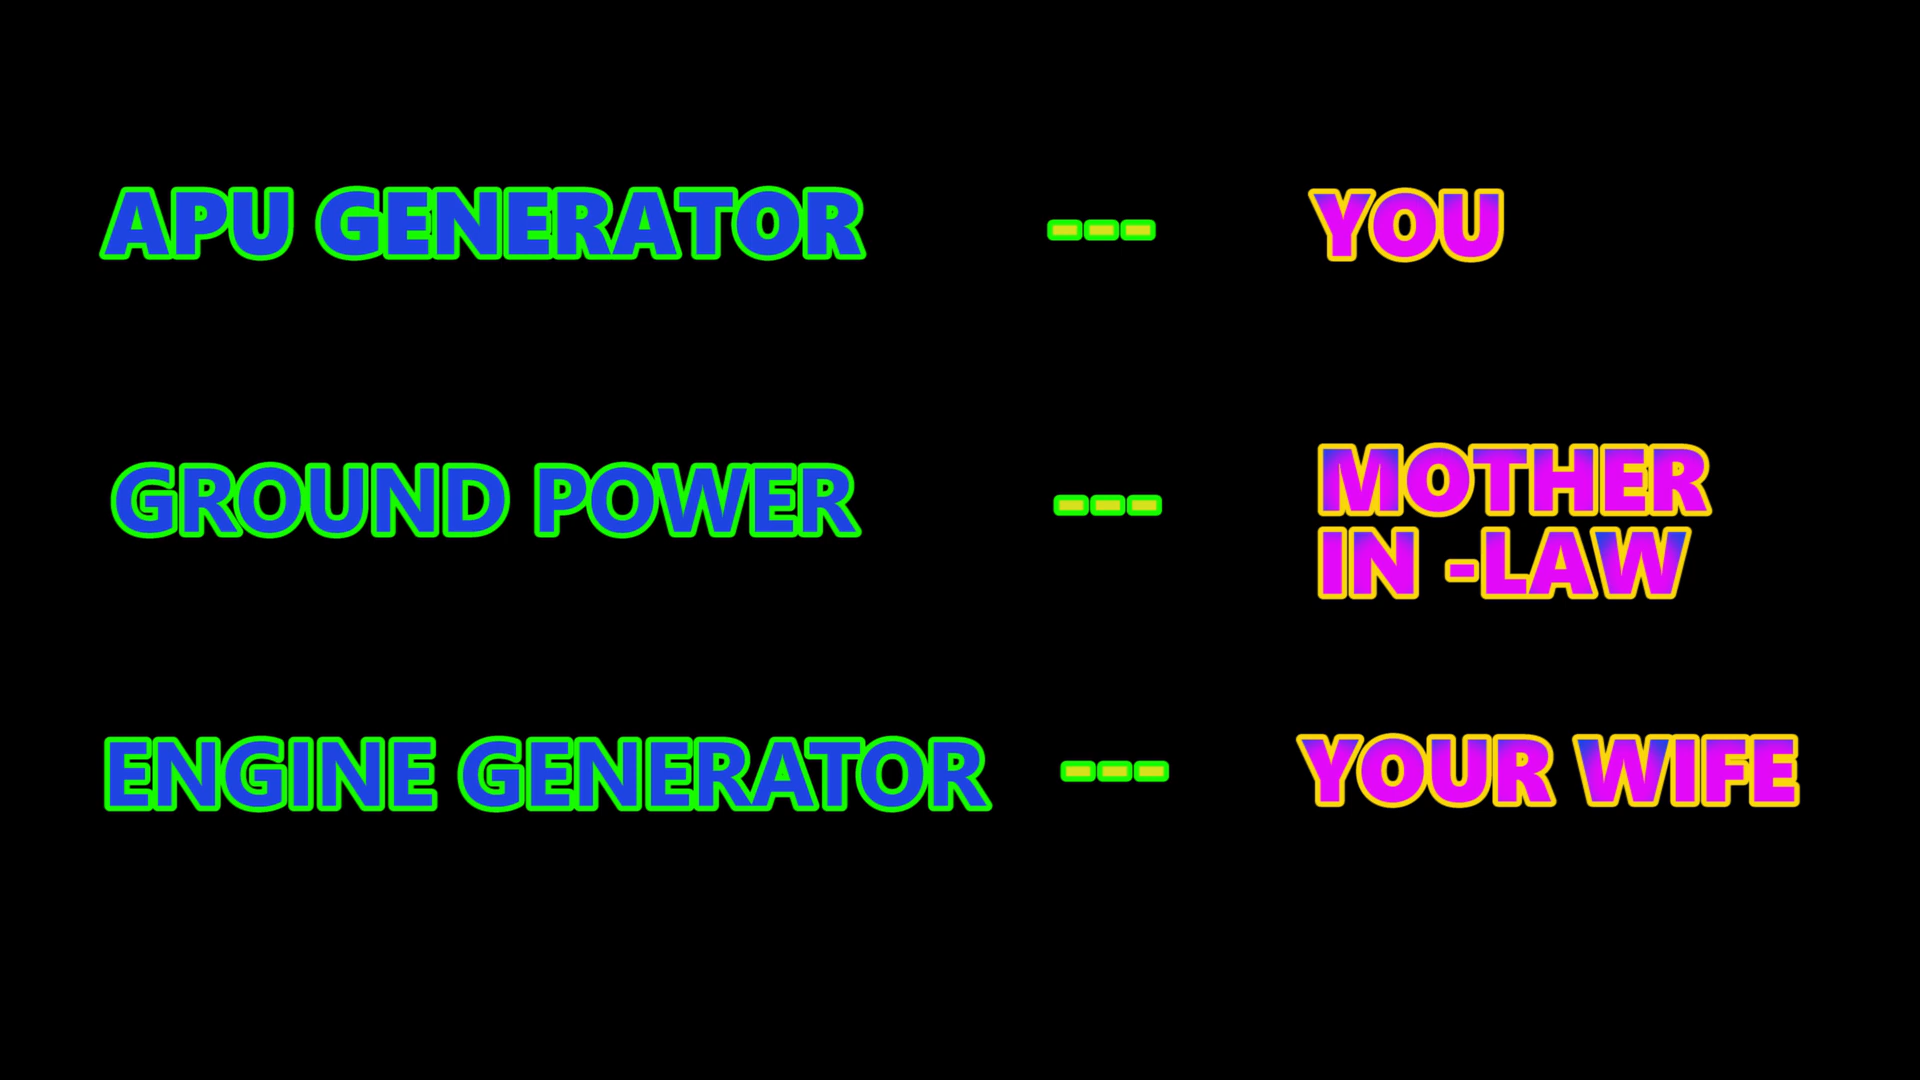 APU GENERATOR --- YOU
GROUND POWER --- MOTHER
IN -LAW
ENGINE GENERATOR --- YOUR WIFE